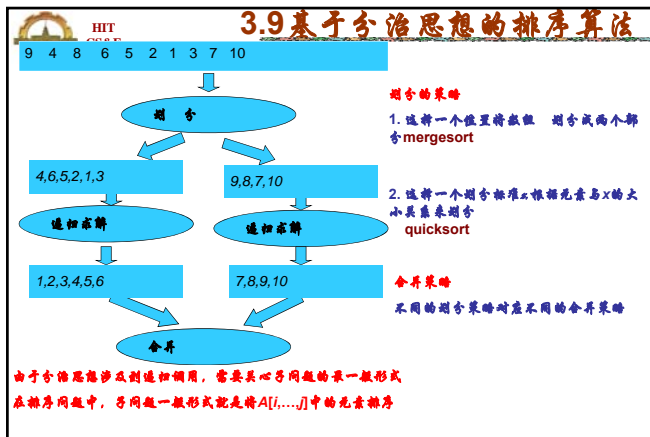 HIT
CS&E
3.9基于分治思想的排序算法
9 4 8 6 5 2 1 3 7 10
划 分
4,6,5,2,1,3
9,8,7,10
递归求解
递归求解
1,2,3,4,5,6
7,8,9,10
合并
划分的策略
1. 选择一个位置将数组 划分成两个部
分mergesort
2. 选择一个划分标准x,根据元素与x的大
小关系来划分
quicksort
合并策略
不同的划分策略对应不同的合并策略
由于分治思想涉及到递归调用，需要关心子问题的最一般形式
在排序问题中，子问题一般形式就是将A[i,…,j]中的元素排序